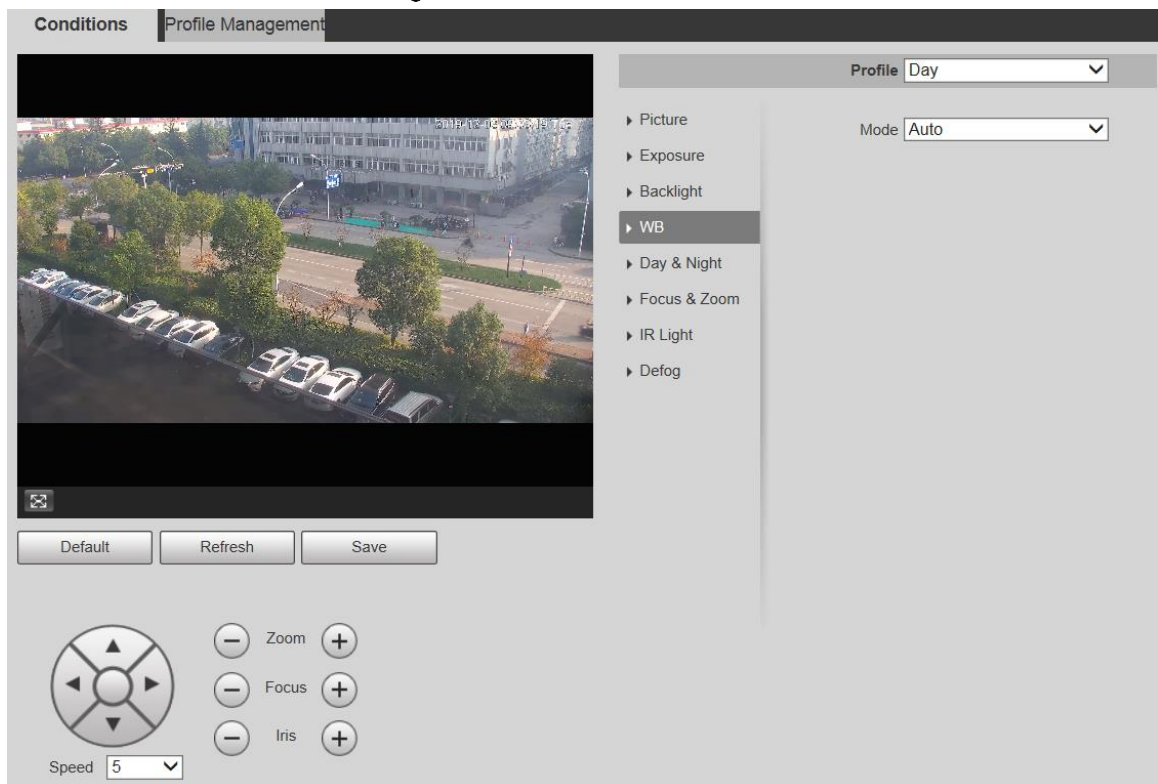 Conditions
Profile Management
Profile Day
Picture
Mode Auto
Exposure
Backlight
WB
Day & Night
Focus & Zoom
IR Light
Defog
Default
Refresh
Save
Zoom
Focus
Iris
Speed 5